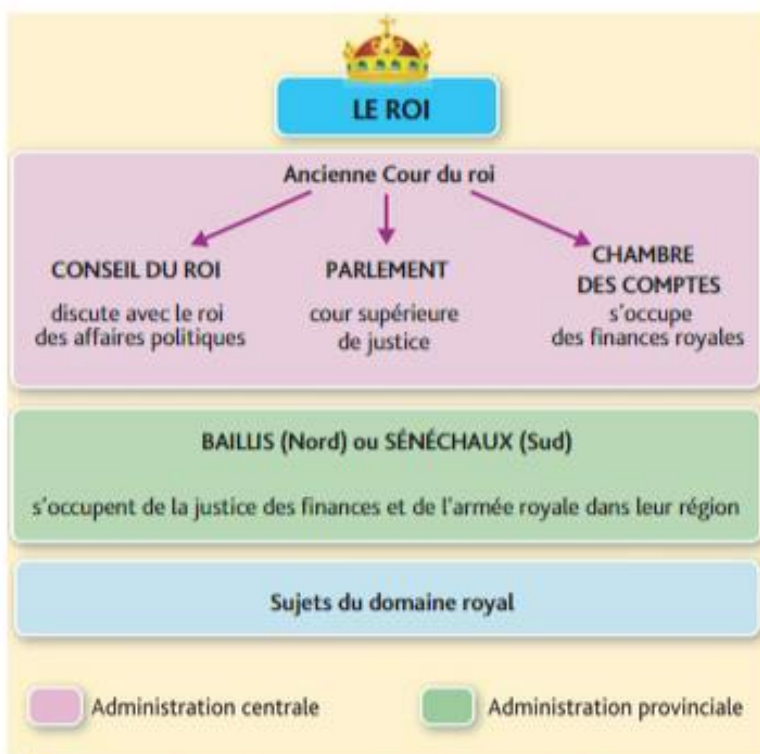 LE ROI
Ancienne Cour du roi
CONSEIL DU ROI
discute avec le roi
des affaires politiques
PARLEMENT
cour supérieure
de justice
CHAMBRE
DES COMPTES
s'occupe
des finances royales
BAILLIS (Nord) ou SÉNÉCHAUX (Sud)
s'occupent de la justice des finances et de l'armée royale dans leur région
Sujets du domaine royal
Administration centrale
Administration provinciale